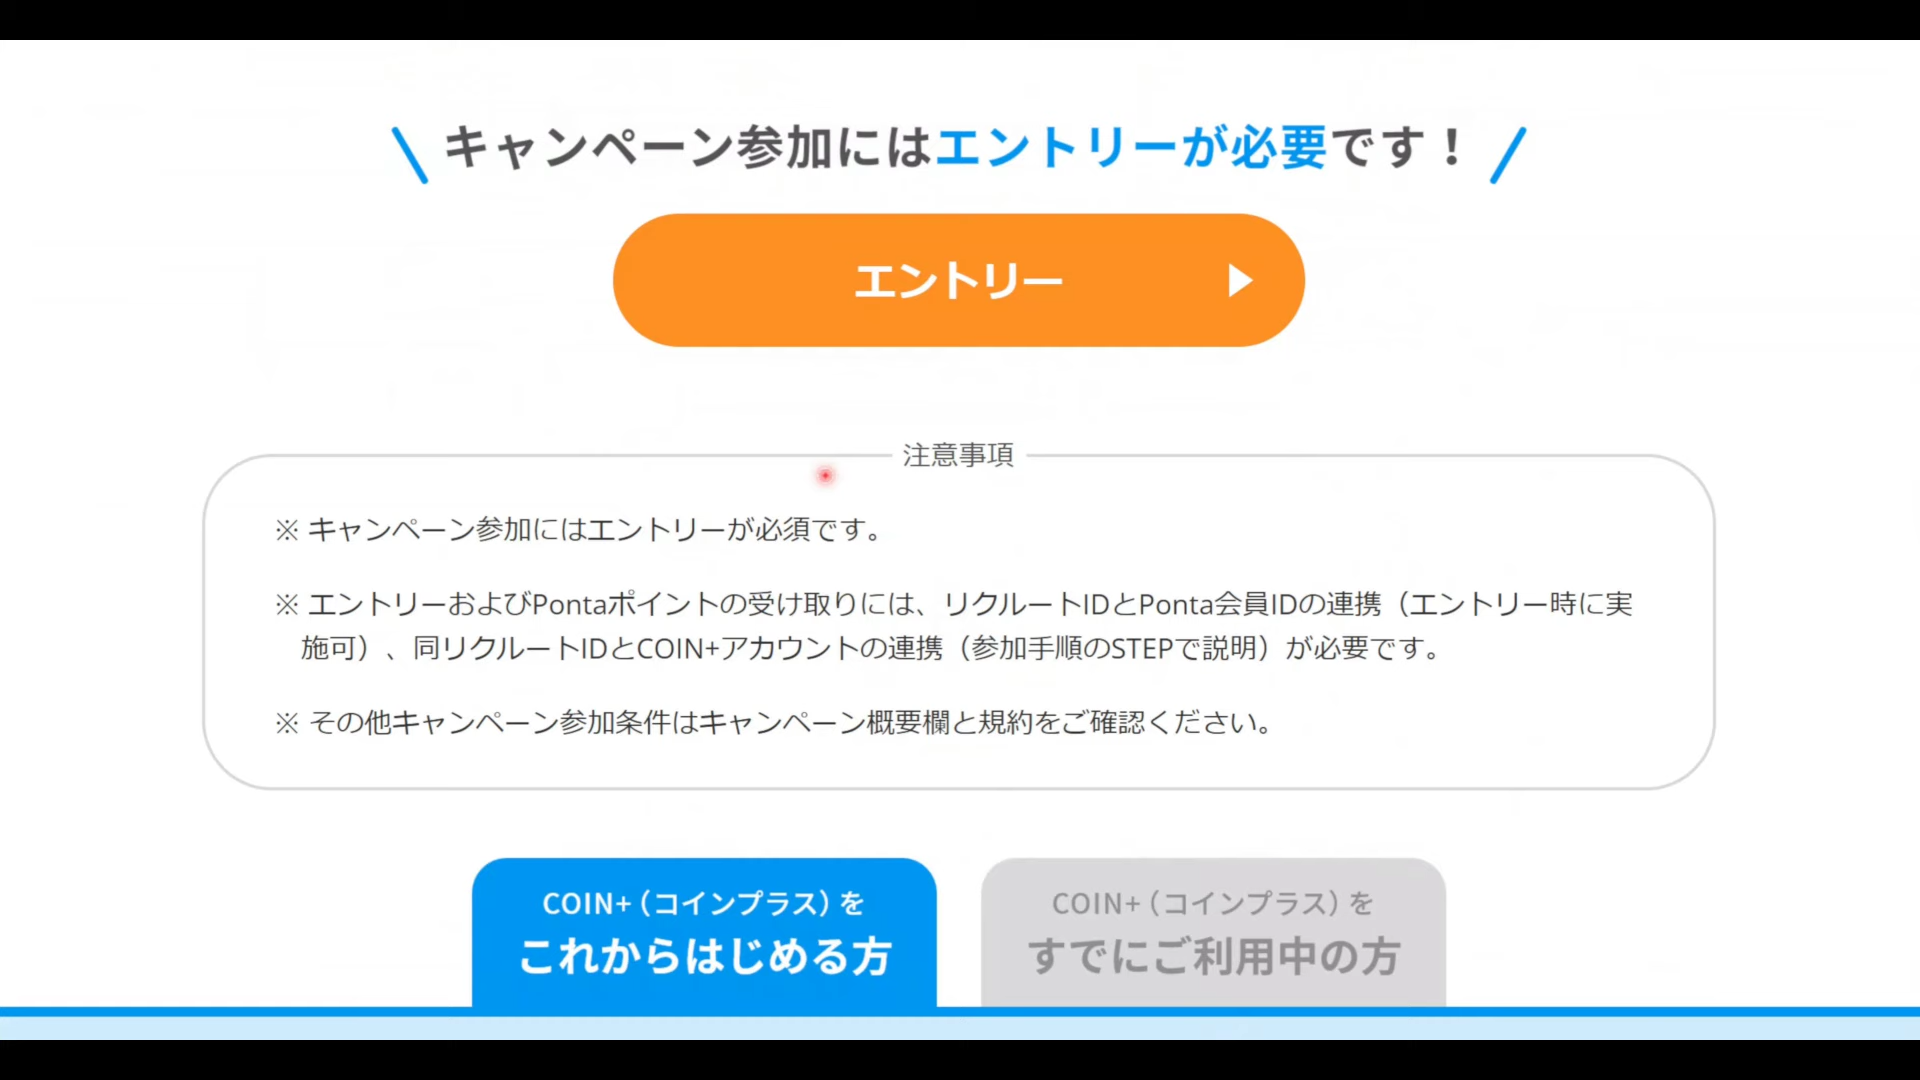 キャンペーン参加にはエントリーが必要です！
エントリー
注意事項
※ キャンペーン参加にはエントリーが必須です。
※ エントリーおよびPontaポイントの受け取りには、リクルートIDとPonta会員IDの連携（エントリー時に実
施可）、同リクルートIDとCOIN+アカウントの連携（参加手順のSTEPで説明）が必要です。
※ その他キャンペーン参加条件はキャンペーン概要欄と規約をご確認ください。
COIN+（コインプラス）を
これからはじめる方
COIN+（コインプラス）を
すでにご利用中の方